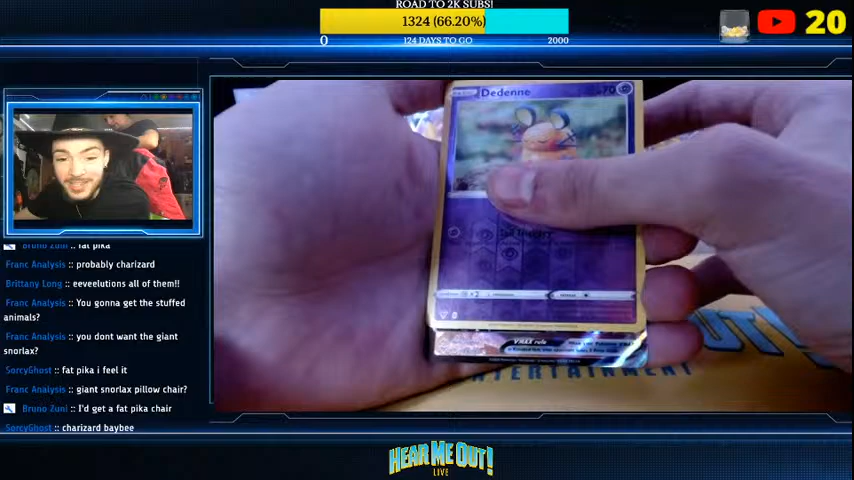 ROAD TO 2K SUBS!
1324 (66.20%)
0
124 DAYS TO GO
2000
20
Dedenne
70
VMAX rule
Bruno Zuni :: fat pika
Franc Analysis :: probably charizard
Brittany Long :: eeveelutions all of them!!
Franc Analysis :: You gonna get the stuffed
animals?
Franc Analysis :: you dont want the giant
snorlax?
SorcyGhost :: fat pika i feel it
Franc Analysis :: giant snorlax pillow chair?
Bruno Zuni :: I'd get a fat pika chair
SorcyGhost :: charizard baybee
OUT!
ENTERTAINMENT
HEAR ME OUT!
LIVE